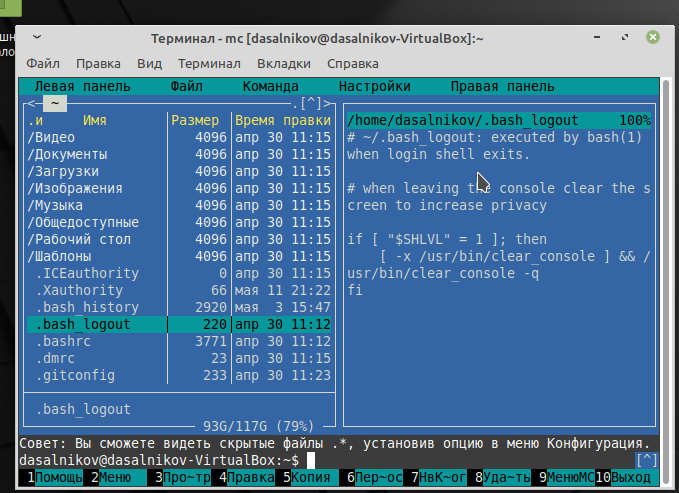 Терминал - mc [dasalnikov@dasalnikov-VirtualBox]:~
Файл Правка Вид Терминал Вкладки Справка
Левая панель Файл Команда Настройки Правая панель
<─ ~ .[^]>
.и Имя Размер Время правки
/Видео 4096 апр 30 11:15
/Документы 4096 апр 30 11:15
/Загрузки 4096 апр 30 11:15
/Изображения 4096 апр 30 11:15
/Музыка 4096 апр 30 11:15
/Общедоступные 4096 апр 30 11:15
/Рабочий стол 4096 апр 30 11:15
/Шаблоны 4096 апр 30 11:15
.ICEauthority 0 апр 30 11:15
.Xauthority 66 мая 11 21:22
.bash_history 2920 мая 3 15:47
.bash_logout 220 апр 30 11:12
.bashrc 3771 апр 30 11:12
.dmrc 23 апр 30 11:15
.gitconfig 233 апр 30 11:23
.bash_logout
93G/117G (79%)
/home/dasalnikov/.bash_logout 100%
# ~/.bash_logout: executed by bash(1)
when login shell exits.
# when leaving the console clear the s
creen to increase privacy
if [ "$SHLVL" = 1 ]; then
[ -x /usr/bin/clear_console ] && /
usr/bin/clear_console -q
fi
Совет: Вы сможете видеть скрытые файлы .*, установив опцию в меню Конфигурация.
dasalnikov@dasalnikov-VirtualBox:~$ [^]
1Помощь 2Меню 3Про~тр 4Правка 5Копия 6Пер~ос 7НвК~ог 8Уда~ть 9МенюМС 10Выход